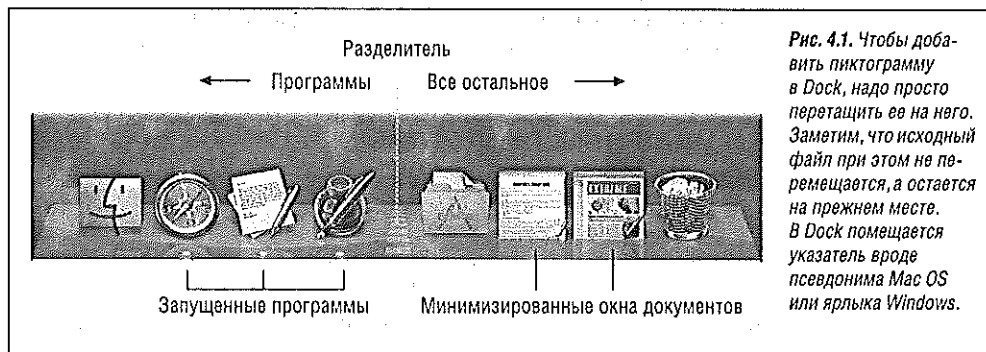 Разделитель
Программы Все остальное
Запущенные программы
Минимизированные окна документов
Рис. 4.1. Чтобы доба-
вить пиктограмму
в Dock, надо просто
перетащить ее на него.
Заметим, что исходный
файл при этом не пе-
ремещается, а остается
на прежнем месте.
В Dock помещается
указатель вроде
псевдонима Mac OS
или ярлыка Windows.